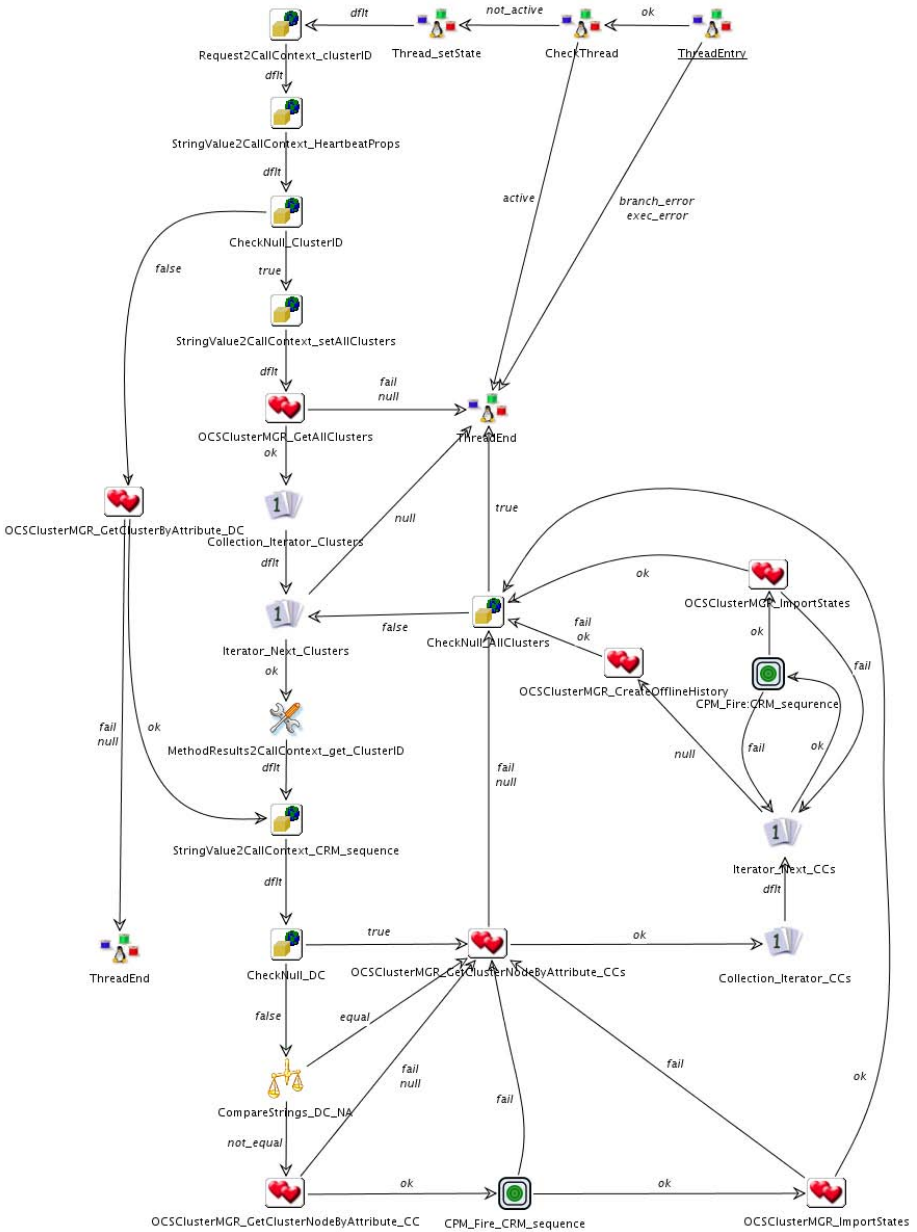 dflt
not_active
ok
Request2CallContext_clusterID
Thread_setState
CheckThread
ThreadEntry
dflt
StringValue2CallContext_HeartbeatProps
dflt
active
branch_error
exec_error
CheckNull_ClusterID
false
true
StringValue2CallContext_setAllClusters
dflt
fail
null
OCSClusterMGR_GetAllClusters
ThreadEnd
ok
OCSClusterMGR_GetClusterByAttribute_DC
null
true
Collection_Iterator_Clusters
dflt
ok
OCSClusterMGR_ImportStates
false
fail
ok
ok
Iterator_Next_Clusters
CheckNull_AllClusters
ok
fail
OCSClusterMGR_CreateOfflineHistory
CPM_Fire:CRM_sequrence
fail
null
ok
fail
ok
null
MethodResults2CallContext_get_ClusterID
dflt
fail
null
StringValue2CallContext_CRM_sequence
Iterator_Next_CCs
dflt
dflt
true
ok
ThreadEnd
CheckNull_DC
OCSClusterMGR_GetClusterNodeByAttribute_CCs
Collection_Iterator_CCs
false
equal
fail
null
fail
fail
ok
CompareStrings_DC_NA
not_equal
ok
ok
OCSClusterMGR_GetClusterNodeByAttribute_CC
CPM_Fire_CRM_sequence
OCSClusterMGR_ImportStates